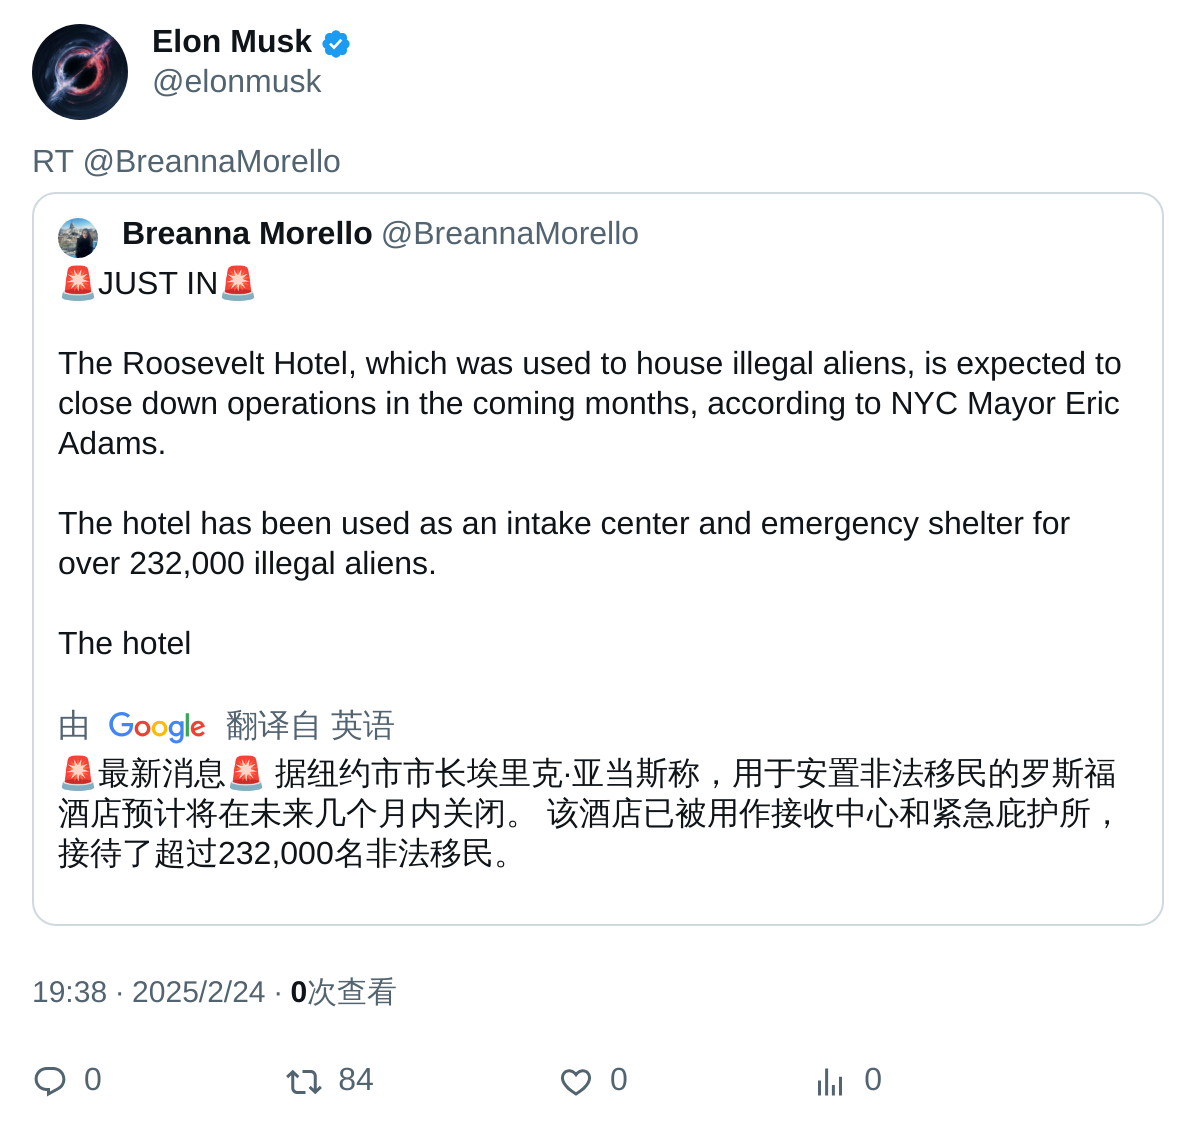 Elon Musk
@elonmusk
RT @BreannaMorello
Breanna Morello @BreannaMorello
🚨JUST IN🚨
The Roosevelt Hotel, which was used to house illegal aliens, is expected to
close down operations in the coming months, according to NYC Mayor Eric
Adams.
The hotel has been used as an intake center and emergency shelter for
over 232,000 illegal aliens.
The hotel
由 Google 翻译自 英语
🚨最新消息🚨 据纽约市市长埃里克·亚当斯称，用于安置非法移民的罗斯福
酒店预计将在未来几个月内关闭。 该酒店已被用作接收中心和紧急庇护所，
接待了超过232,000名非法移民。
19:38 · 2025/2/24 · 0次查看
0 84 0 0